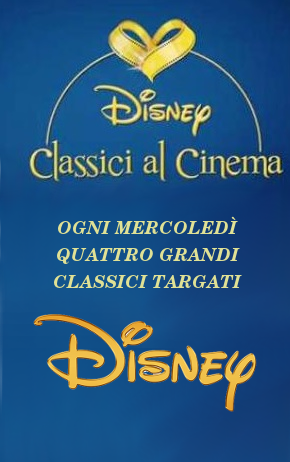 Disney
Classici al Cinema
OGNI MERCOLEDÌ
QUATTRO GRANDI
CLASSICI TARGATI
Disney